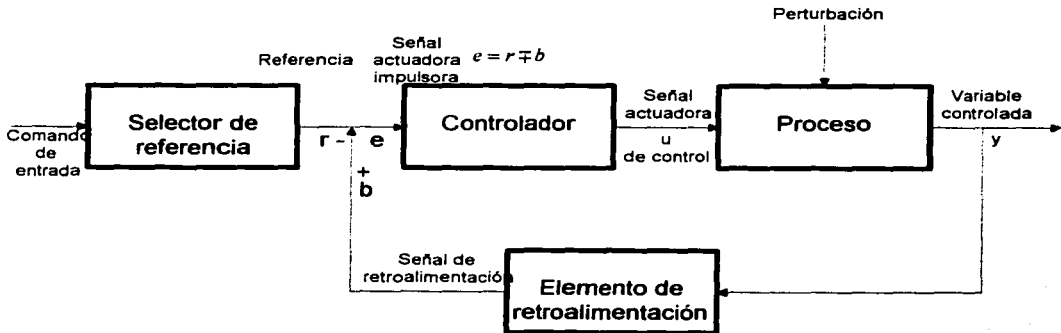 Perturbación
Referencia
Señal
actuadora
impulsora
e = r ∓ b
Comando
de
entrada
Selector de
referencia
r - e
+
b
Controlador
Señal
actuadora
u
de control
Proceso
Variable
controlada
y
Señal de
retroalimentación
Elemento de
retroalimentación